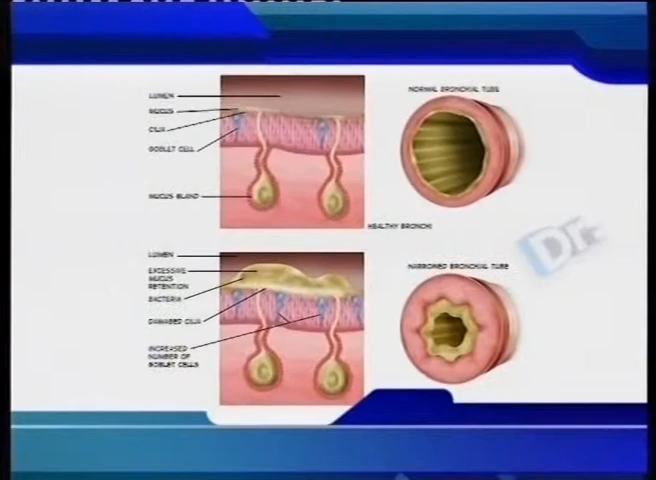 LUMEN
MUCUS
CILIA
GOBLET CELL
MUCUS GLAND
NORMAL BRONCHIAL TUBE
HEALTHY BRONCHI
LUMEN
EXCESSIVE
MUCUS
RETENTION
BACTERIA
DAMAGED CILIA
INCREASED
NUMBER OF
GOBLET CELLS
NARROWED BRONCHIAL TUBE
Dr.